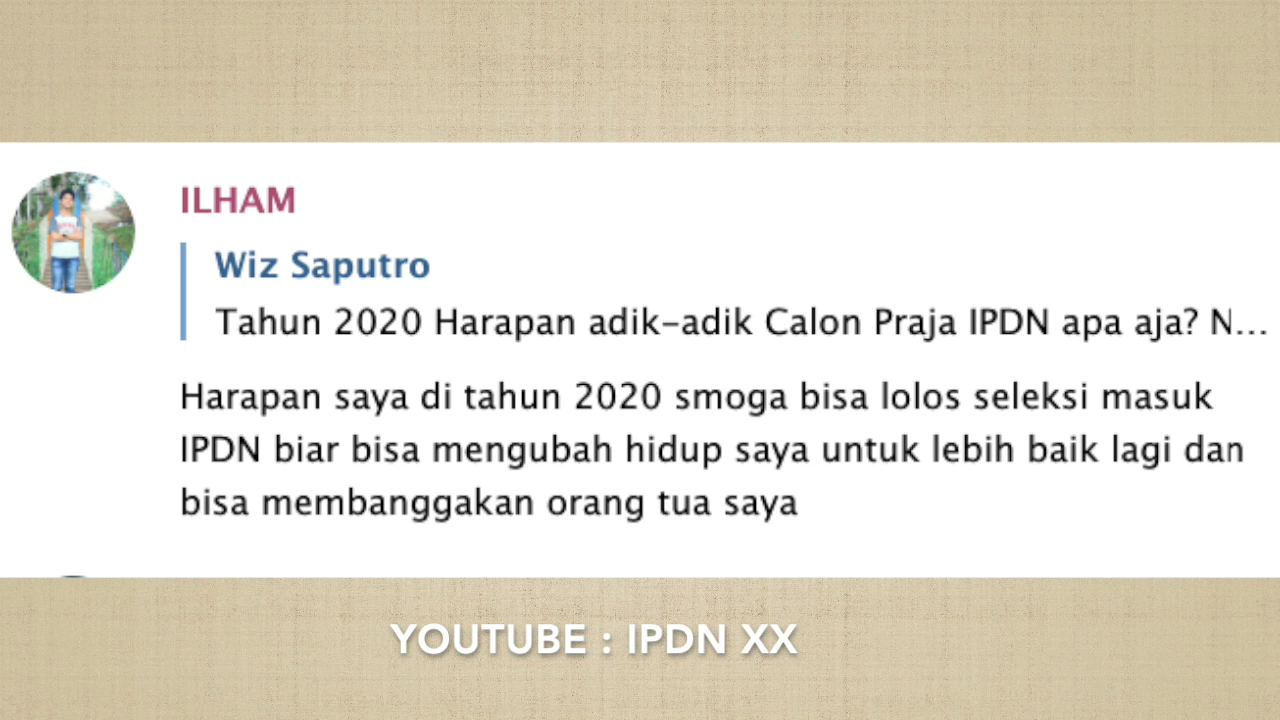 ILHAM
Wiz Saputro
Tahun 2020 Harapan adik-adik Calon Praja IPDN apa aja? N...
Harapan saya di tahun 2020 smoga bisa lolos seleksi masuk
IPDN biar bisa mengubah hidup saya untuk lebih baik lagi dan
bisa membanggakan orang tua saya
YOUTUBE : IPDN XX